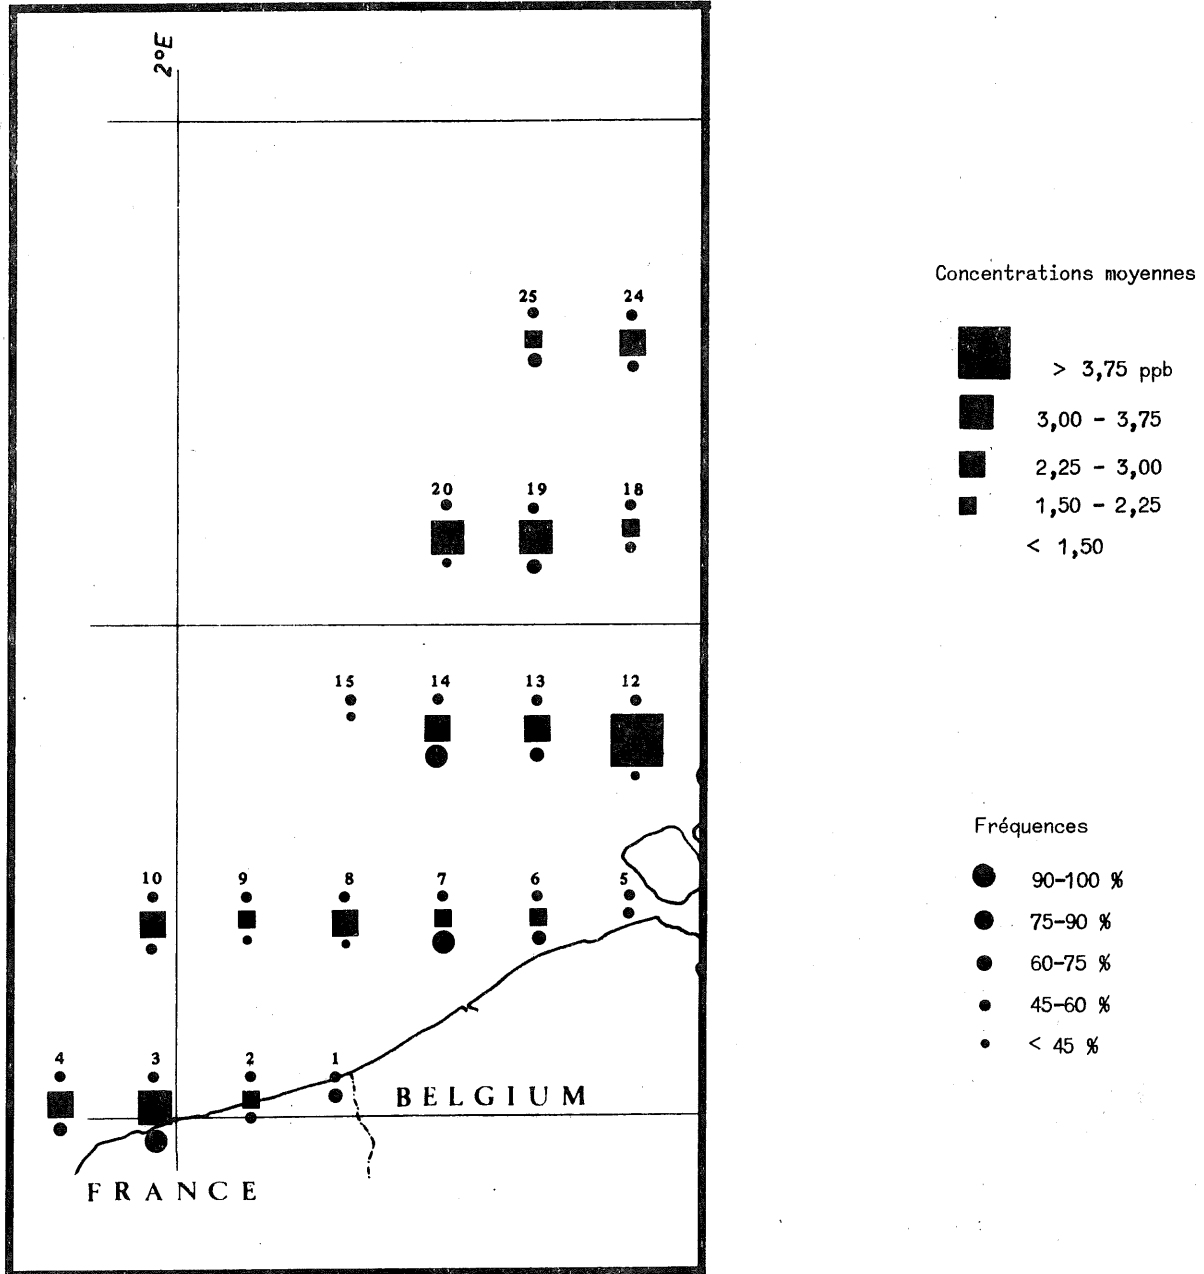 2°E
25 24
20 19 18
15 14 13 12
10 9 8 7 6 5
4 3 2 1
BELGIUM
FRANCE
Concentrations moyennes
> 3,75 ppb
3,00 - 3,75
2,25 - 3,00
1,50 - 2,25
< 1,50
Fréquences
90-100 %
75-90 %
60-75 %
45-60 %
< 45 %